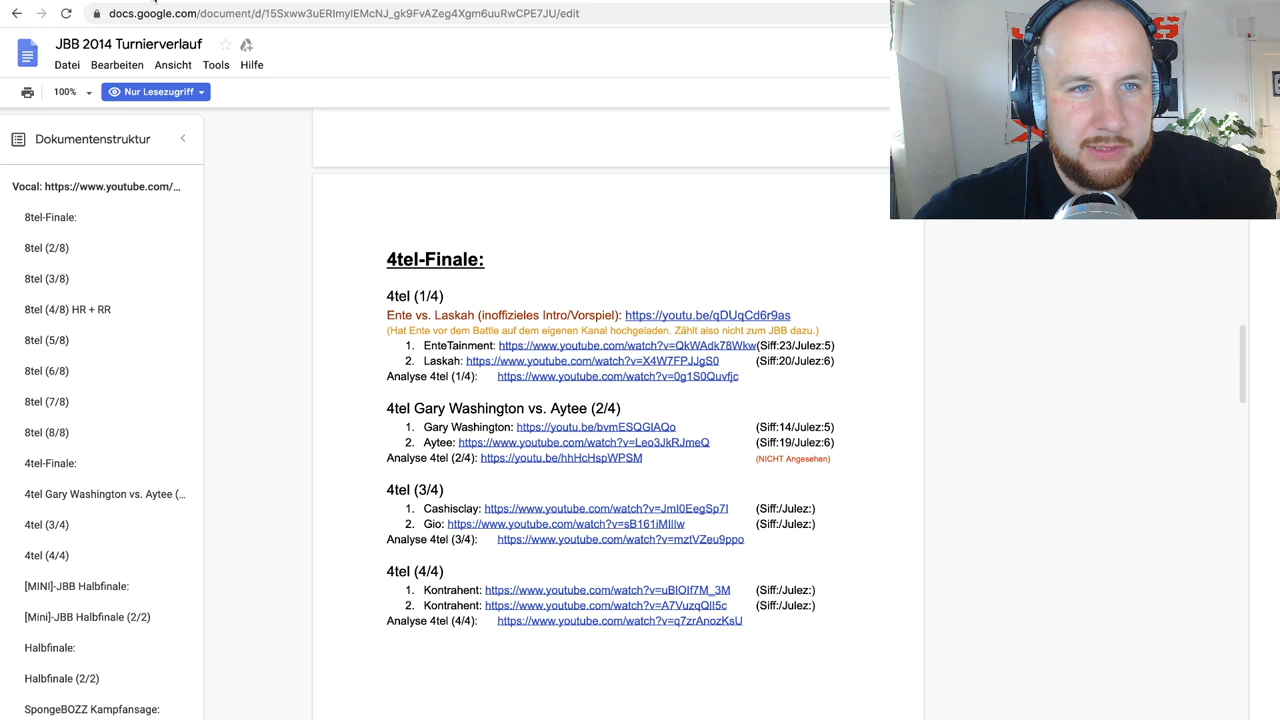 docs.google.com/document/d/15Sxww3uERImylEMcNJ_gk9FvAZeg4Xgm6uuRwCPE7JU/edit
JBB 2014 Turnierverlauf
Datei Bearbeiten Ansicht Tools Hilfe
100% Nur Lesezugriff
Dokumentenstruktur
Vocal: https://www.youtube.com/...
8tel-Finale:
8tel (2/8)
8tel (3/8)
8tel (4/8) HR + RR
8tel (5/8)
8tel (6/8)
8tel (7/8)
8tel (8/8)
4tel-Finale:
4tel Gary Washington vs. Aytee (...
4tel (3/4)
4tel (4/4)
[MINI]-JBB Halbfinale:
[Mini]-JBB Halbfinale (2/2)
Halbfinale:
Halbfinale (2/2)
SpongeBOZZ Kampfansage:
4tel-Finale:
4tel (1/4)
Ente vs. Laskah (inoffizieles Intro/Vorspiel): https://youtu.be/qDUqCd6r9as
(Hat Ente vor dem Battle auf dem eigenen Kanal hochgeladen. Zählt also nicht zum JBB dazu.)
1. EnteTainment: https://www.youtube.com/watch?v=QkWAdk78Wkw(Siff:23/Julez:5)
2. Laskah: https://www.youtube.com/watch?v=X4W7FPJJgS0 (Siff:20/Julez:6)
Analyse 4tel (1/4): https://www.youtube.com/watch?v=0g1S0Quvfjc
4tel Gary Washington vs. Aytee (2/4)
1. Gary Washington: https://youtu.be/bvmESQGlAQo (Siff:14/Julez:5)
2. Aytee: https://www.youtube.com/watch?v=Leo3JkRJmeQ (Siff:19/Julez:6)
Analyse 4tel (2/4): https://youtu.be/hhHcHspWPSM (NICHT Angesehen)
4tel (3/4)
1. Cashisclay: https://www.youtube.com/watch?v=JmI0EegSp7I (Siff:/Julez:)
2. Gio: https://www.youtube.com/watch?v=sB161iMIllw (Siff:/Julez:)
Analyse 4tel (3/4): https://www.youtube.com/watch?v=mztVZeu9ppo
4tel (4/4)
1. Kontrahent: https://www.youtube.com/watch?v=uBlOIf7M_3M (Siff:/Julez:)
2. Kontrahent: https://www.youtube.com/watch?v=A7VuzqQlI5c (Siff:/Julez:)
Analyse 4tel (4/4): https://www.youtube.com/watch?v=q7zrAnozKsU